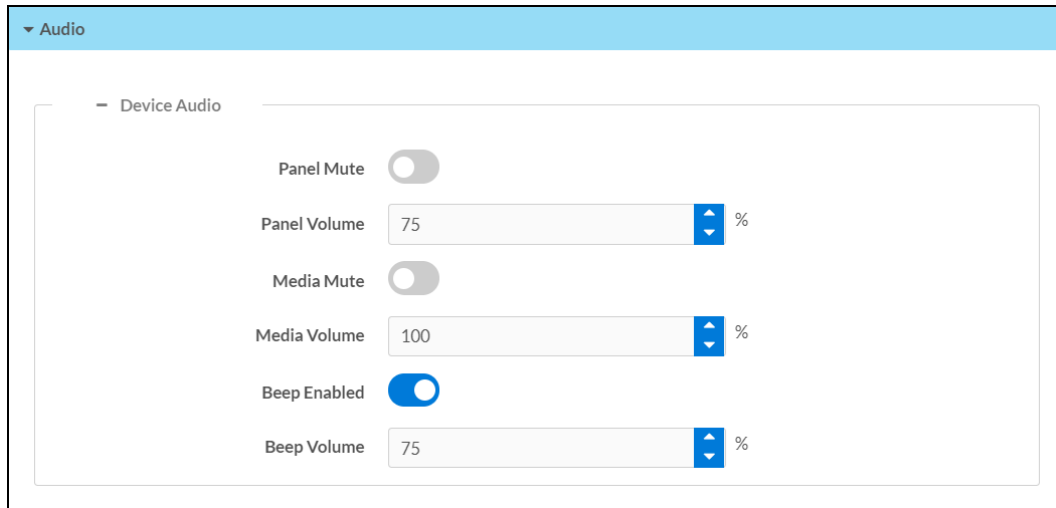 Audio
Device Audio
Panel Mute
Panel Volume 75 %
Media Mute
Media Volume 100 %
Beep Enabled
Beep Volume 75 %